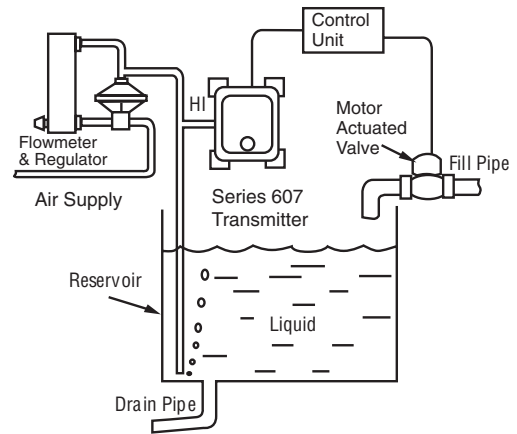 Control
Unit
HI
Motor
Actuated
Valve
Flowmeter
& Regulator
Fill Pipe
Air Supply
Series 607
Transmitter
Reservoir
Liquid
Drain Pipe